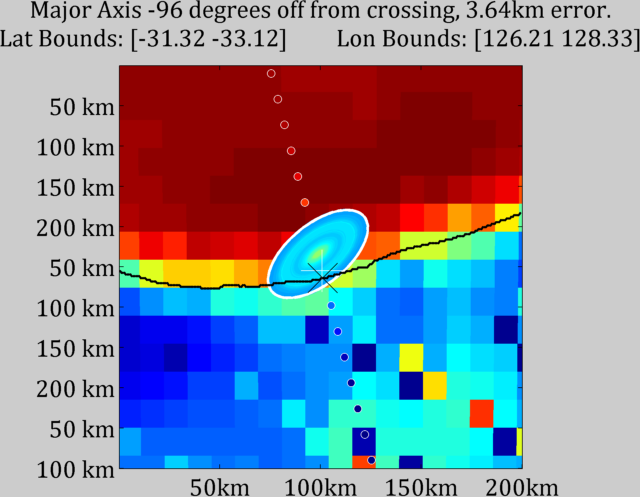 Major Axis -96 degrees off from crossing, 3.64km error.
Lat Bounds: [-31.32 -33.12] Lon Bounds: [126.21 128.33]
50 km
100 km
150 km
200 km
50 km
100 km
150 km
200 km
50 km
100 km
50km 100km 150km 200km